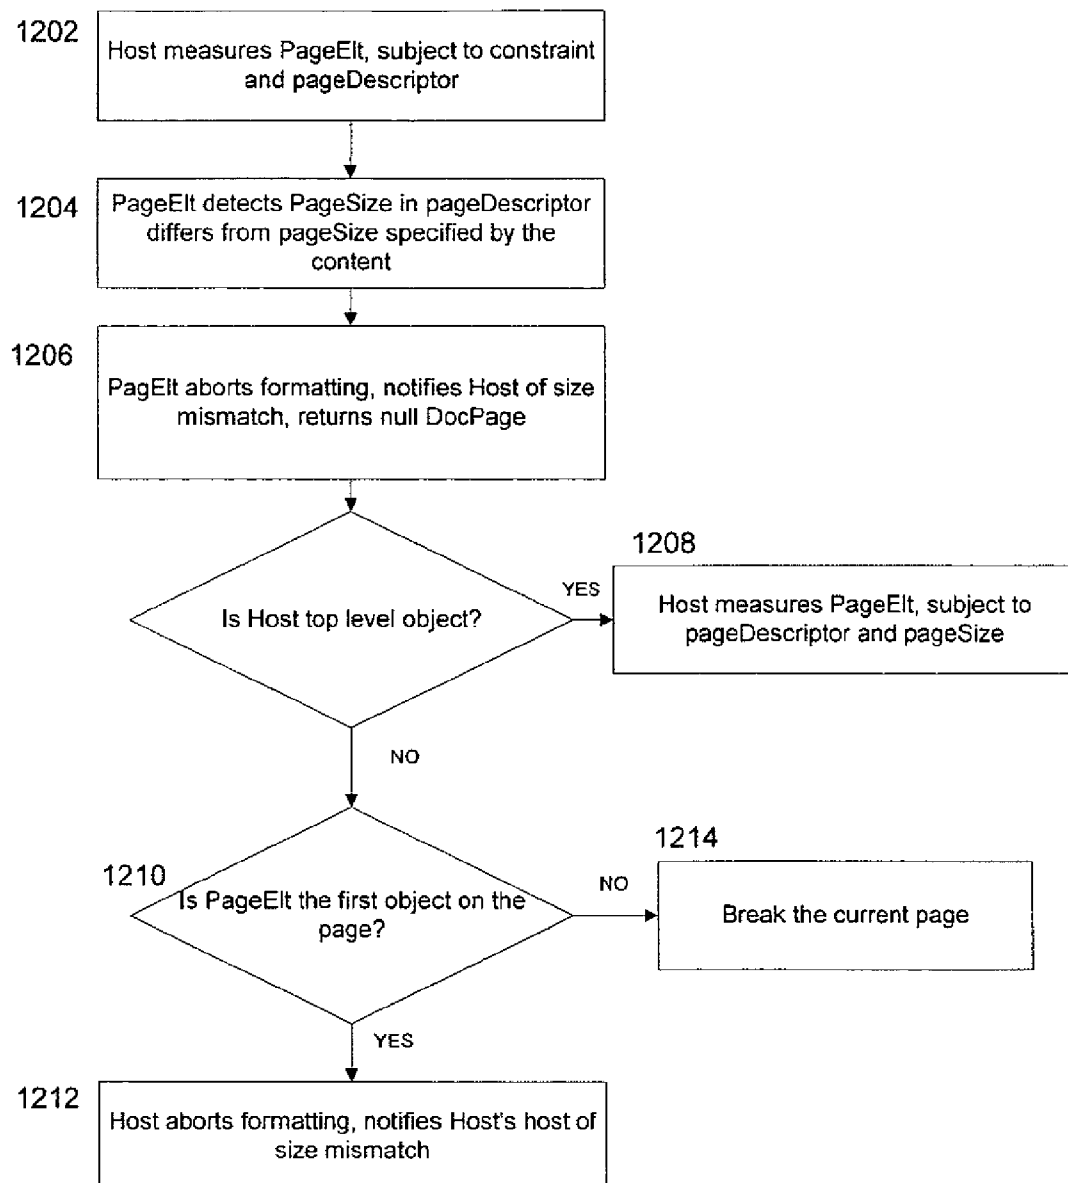 1202
Host measures PageElt, subject to constraint
and pageDescriptor
1204
PageElt detects PageSize in pageDescriptor
differs from pageSize specified by the
content
1206
PagElt aborts formatting, notifies Host of size
mismatch, returns null DocPage
Is Host top level object?
YES
1208
Host measures PageElt, subject to
pageDescriptor and pageSize
NO
1210
Is PageElt the first object on the
page?
NO
1214
Break the current page
YES
1212
Host aborts formatting, notifies Host's host of
size mismatch